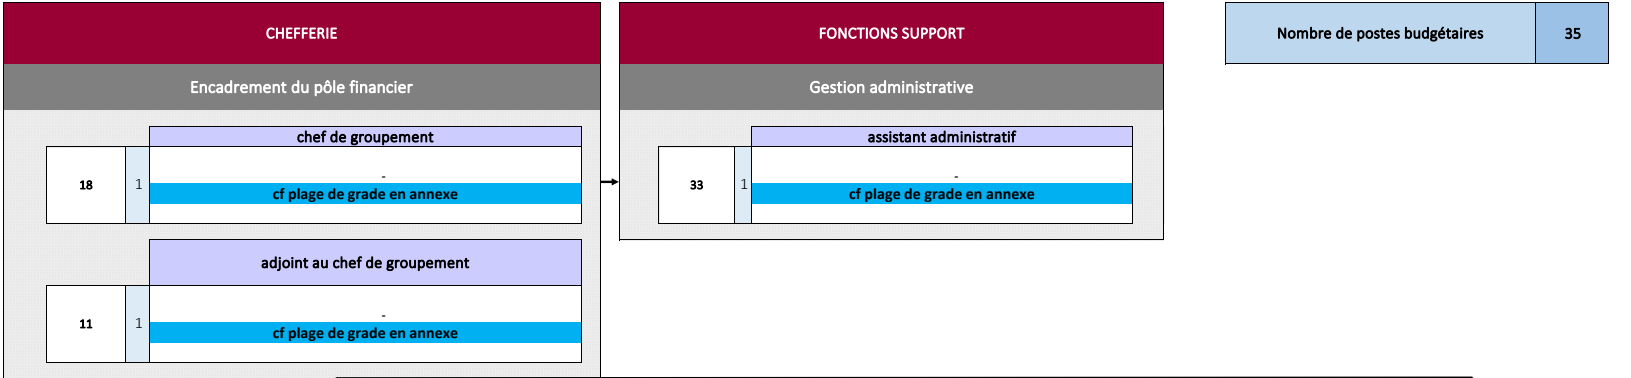 CHEFFERIE
Encadrement du pôle financier
chef de groupement
18 1 -
cf plage de grade en annexe
adjoint au chef de groupement
11 1 -
cf plage de grade en annexe
FONCTIONS SUPPORT
Gestion administrative
assistant administratif
33 1 -
cf plage de grade en annexe
Nombre de postes budgétaires 35